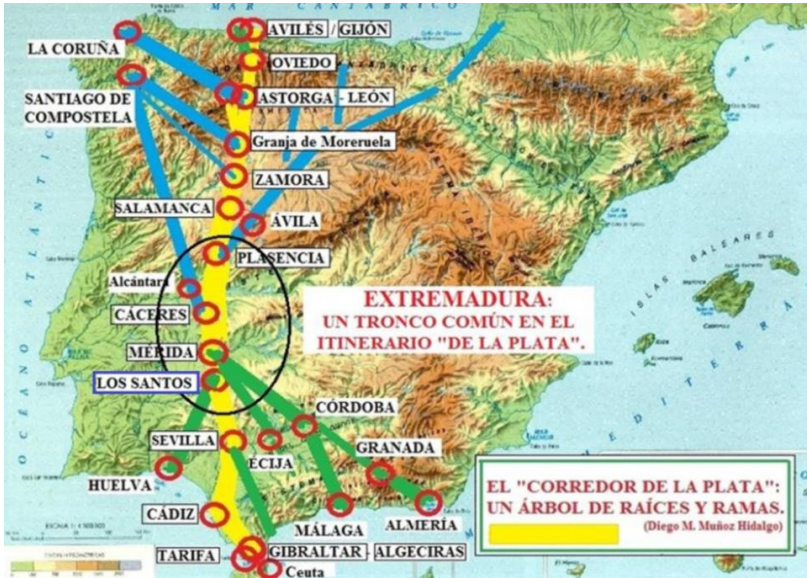 MAR CANTÁBRICO
AVILÉS / GIJÓN
LA CORUÑA
OVIEDO
SANTIAGO DE
COMPOSTELA
ASTORGA - LEÓN
Granja de Moreruela
ZAMORA
SALAMANCA
ÁVILA
PLASENCIA
Alcántara
CÁCERES
EXTREMADURA:
UN TRONCO COMÚN EN EL
ITINERARIO "DE LA PLATA".
MÉRIDA
LOS SANTOS
CÓRDOBA
SEVILLA
ÉCIJA
GRANADA
HUELVA
CÁDIZ
MÁLAGA
ALMERÍA
TARIFA
GIBRALTAR - ALGECIRAS
Ceuta
EL "CORREDOR DE LA PLATA":
UN ÁRBOL DE RAÍCES Y RAMAS.
(Diego M. Muñoz Hidalgo)
OCÉANO ATLÁNTICO
ISLAS BALEARES
MEDITERRÁ